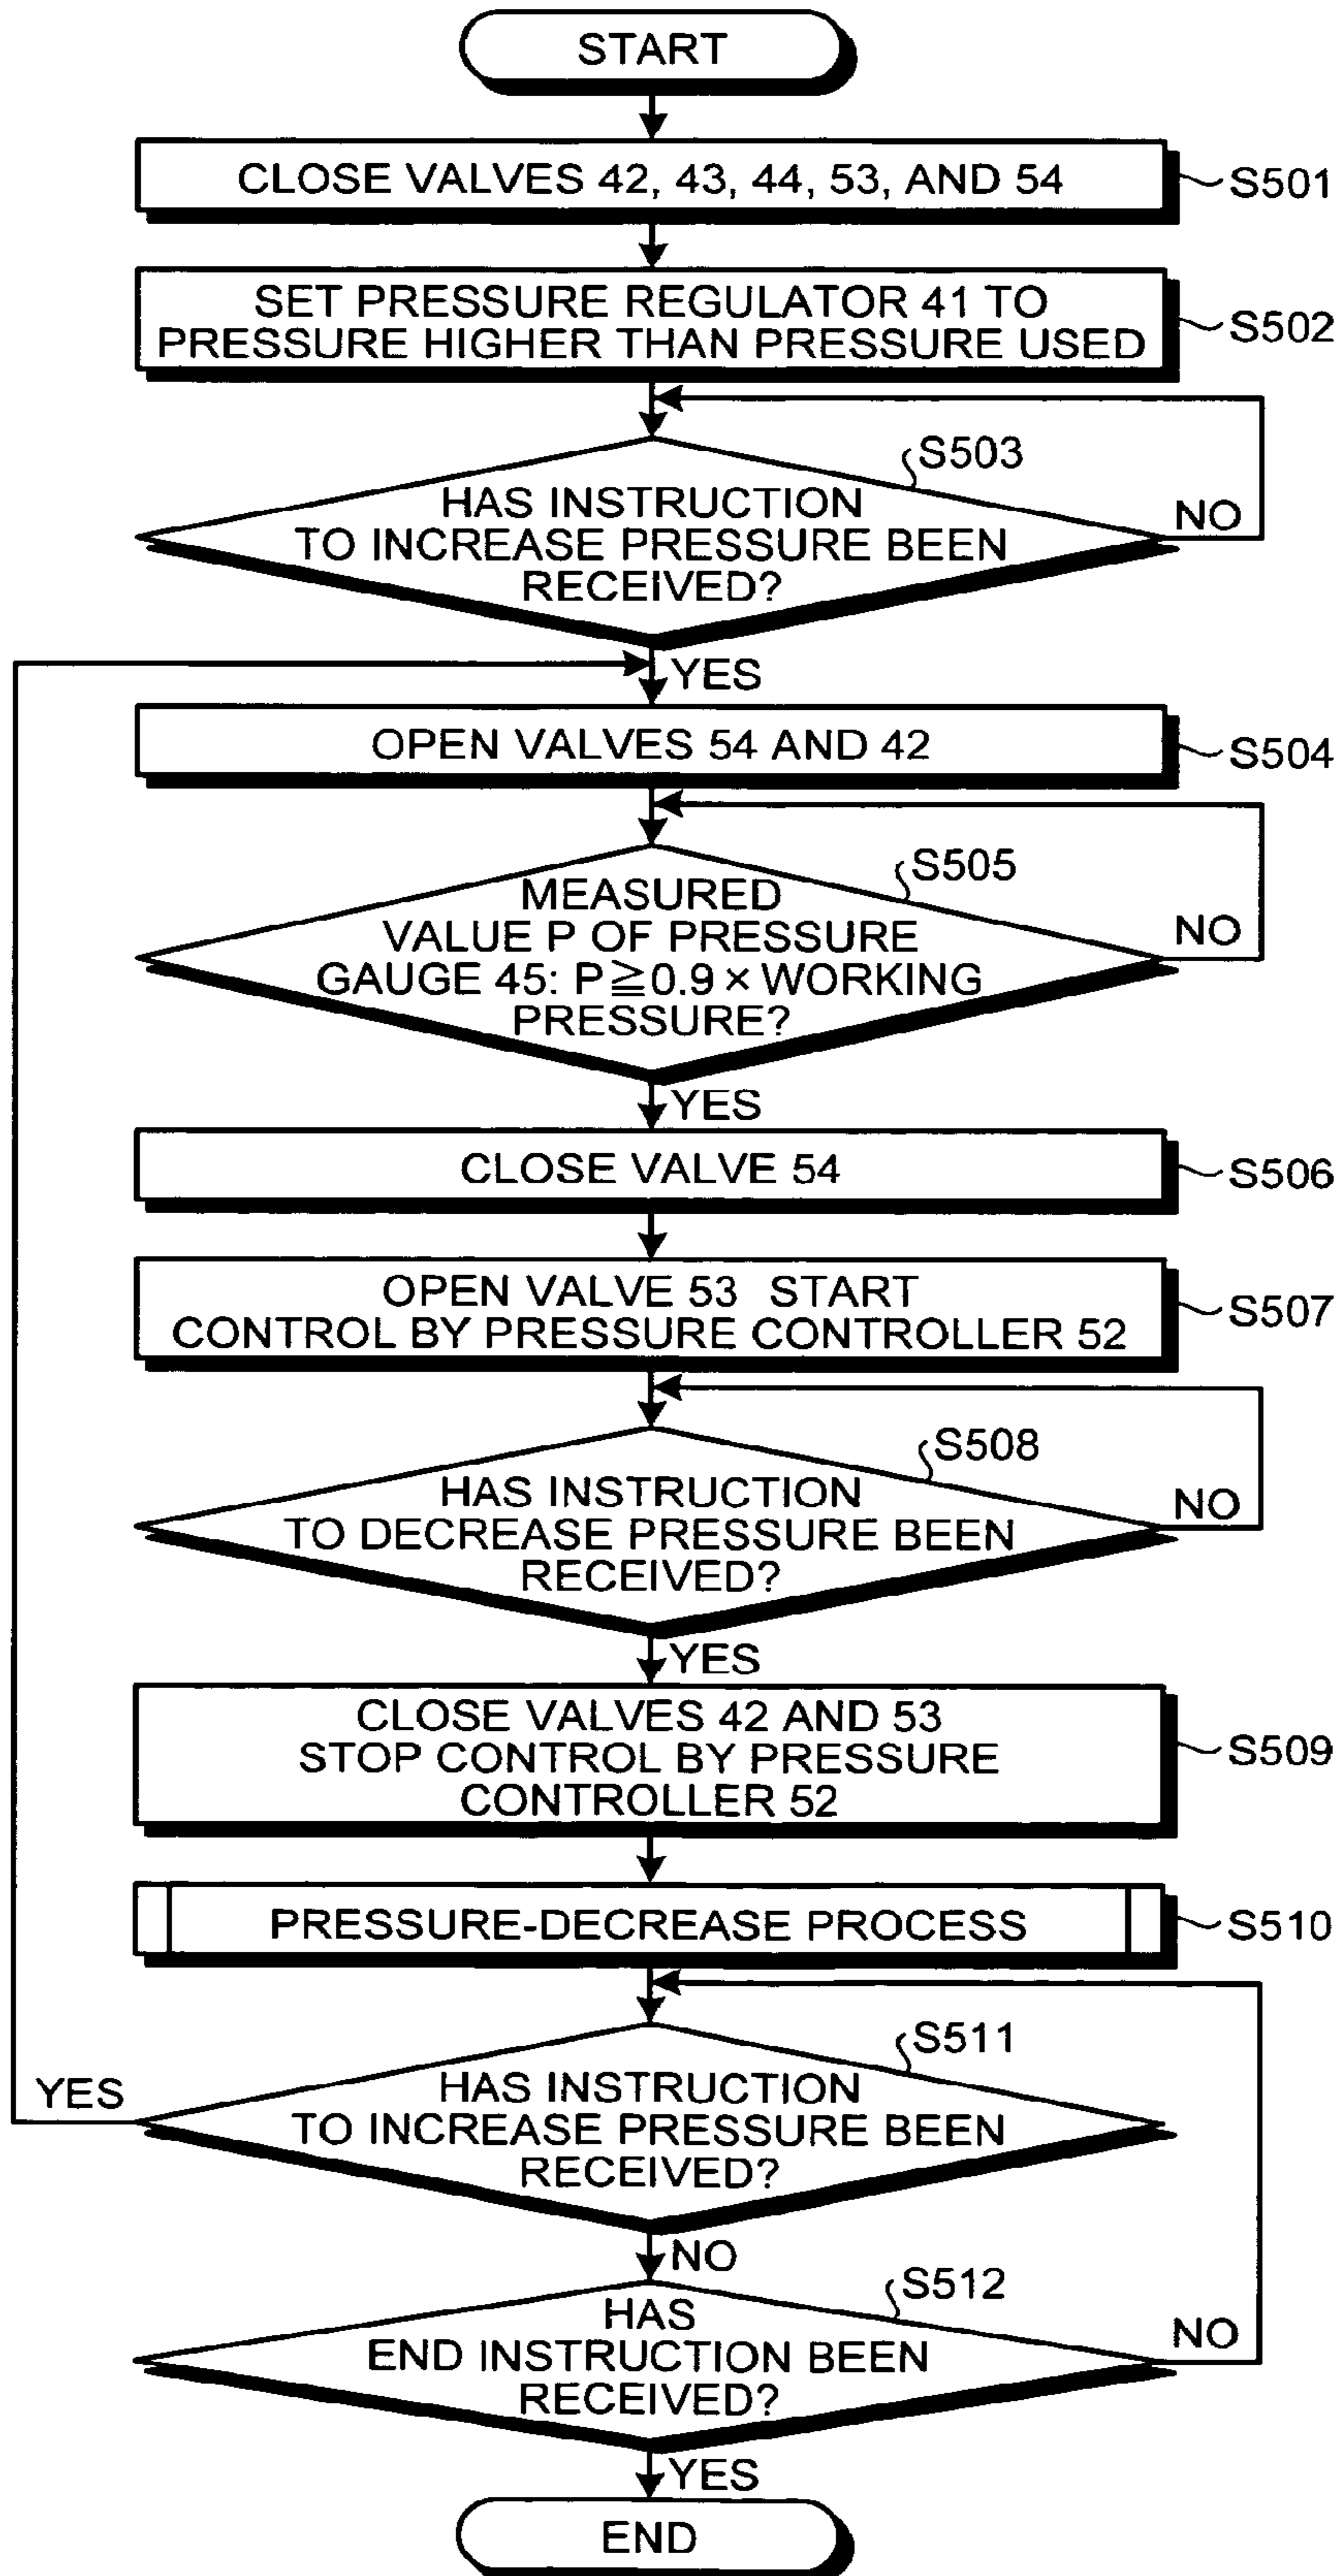 START
CLOSE VALVES 42, 43, 44, 53, AND 54
S501
SET PRESSURE REGULATOR 41 TO
PRESSURE HIGHER THAN PRESSURE USED
S502
S503
HAS INSTRUCTION
TO INCREASE PRESSURE BEEN
RECEIVED?
NO
YES
OPEN VALVES 54 AND 42
S504
S505
MEASURED
VALUE P OF PRESSURE
GAUGE 45: P≧0.9 × WORKING
PRESSURE?
NO
YES
CLOSE VALVE 54
S506
OPEN VALVE 53 START
CONTROL BY PRESSURE CONTROLLER 52
S507
S508
HAS INSTRUCTION
TO DECREASE PRESSURE BEEN
RECEIVED?
NO
YES
CLOSE VALVES 42 AND 53
STOP CONTROL BY PRESSURE
CONTROLLER 52
S509
PRESSURE-DECREASE PROCESS
S510
S511
HAS INSTRUCTION
TO INCREASE PRESSURE BEEN
RECEIVED?
YES
NO
S512
HAS
END INSTRUCTION BEEN
RECEIVED?
NO
YES
END